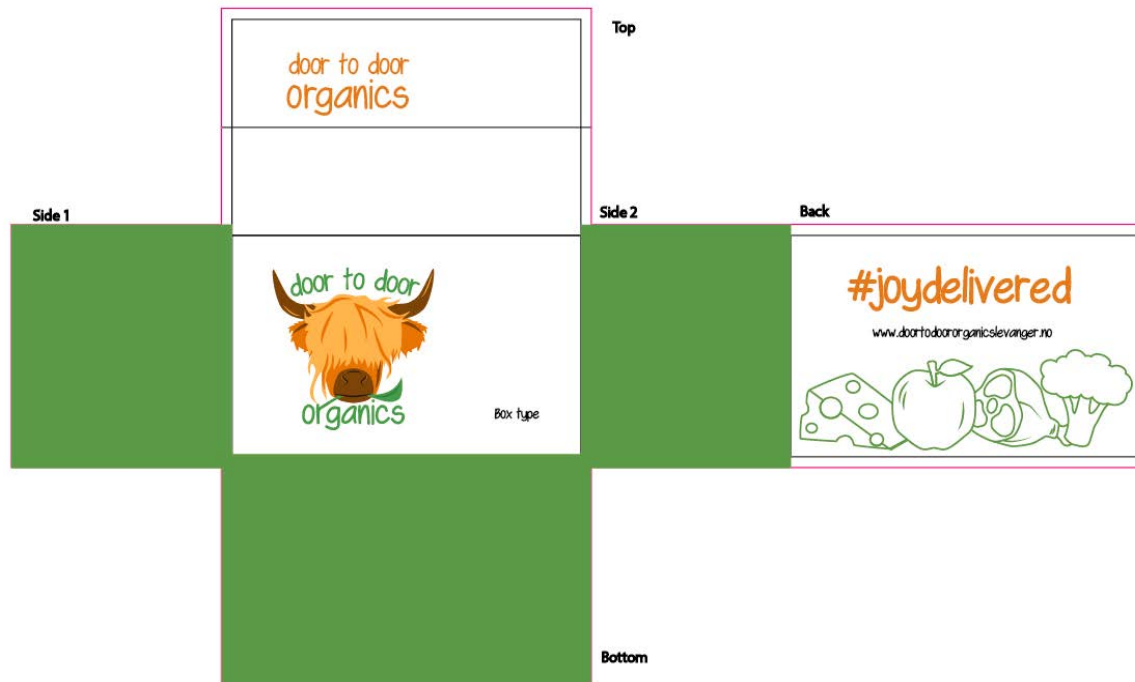 Top
door to door
organics
Side 1
Side 2
Back
door to door
organics
Box type
#joydelivered
www.doortodoororganicslevanger.no
Bottom